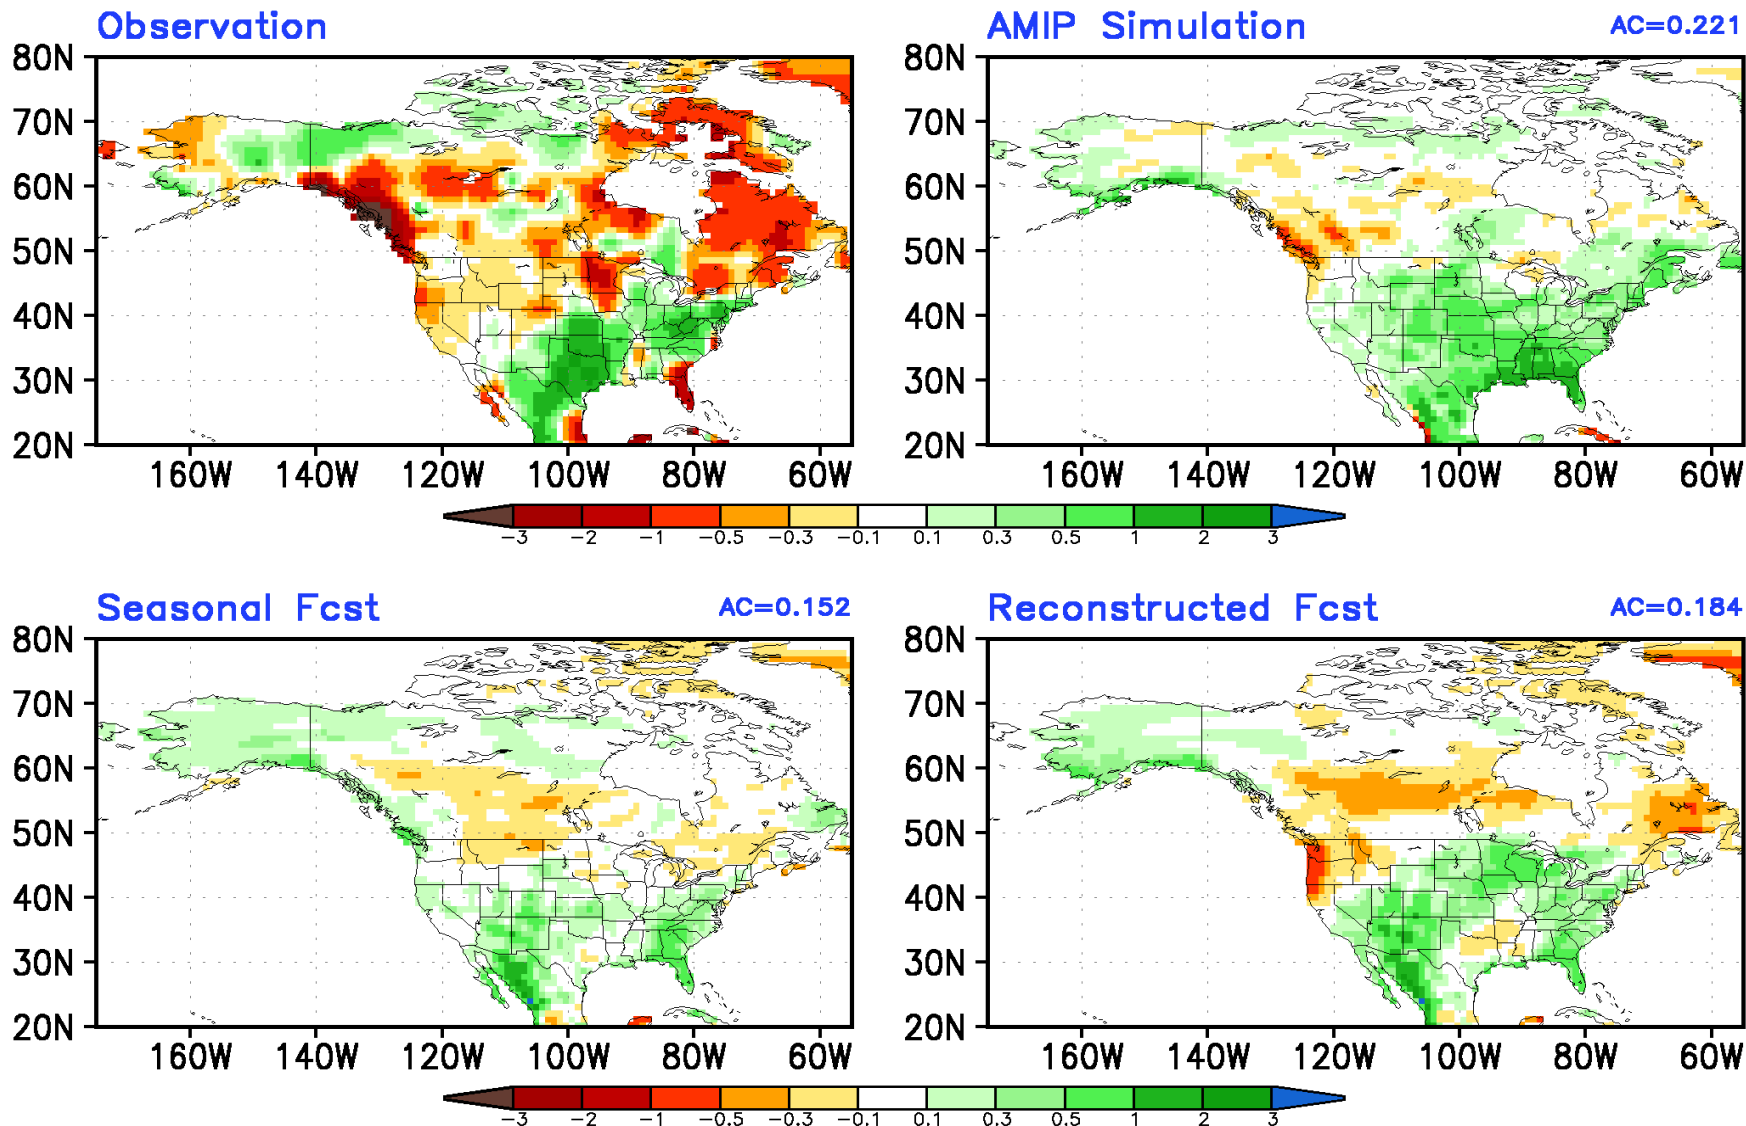 Observation
AMIP Simulation AC=0.221
80N
70N
60N
50N
40N
30N
20N
160W 140W 120W 100W 80W 60W
80N
70N
60N
50N
40N
30N
20N
160W 140W 120W 100W 80W 60W
-3 -2 -1 -0.5 -0.3 -0.1 0.1 0.3 0.5 1 2 3
Seasonal Fcst AC=0.152
Reconstructed Fcst AC=0.184
80N
70N
60N
50N
40N
30N
20N
160W 140W 120W 100W 80W 60W
80N
70N
60N
50N
40N
30N
20N
160W 140W 120W 100W 80W 60W
-3 -2 -1 -0.5 -0.3 -0.1 0.1 0.3 0.5 1 2 3